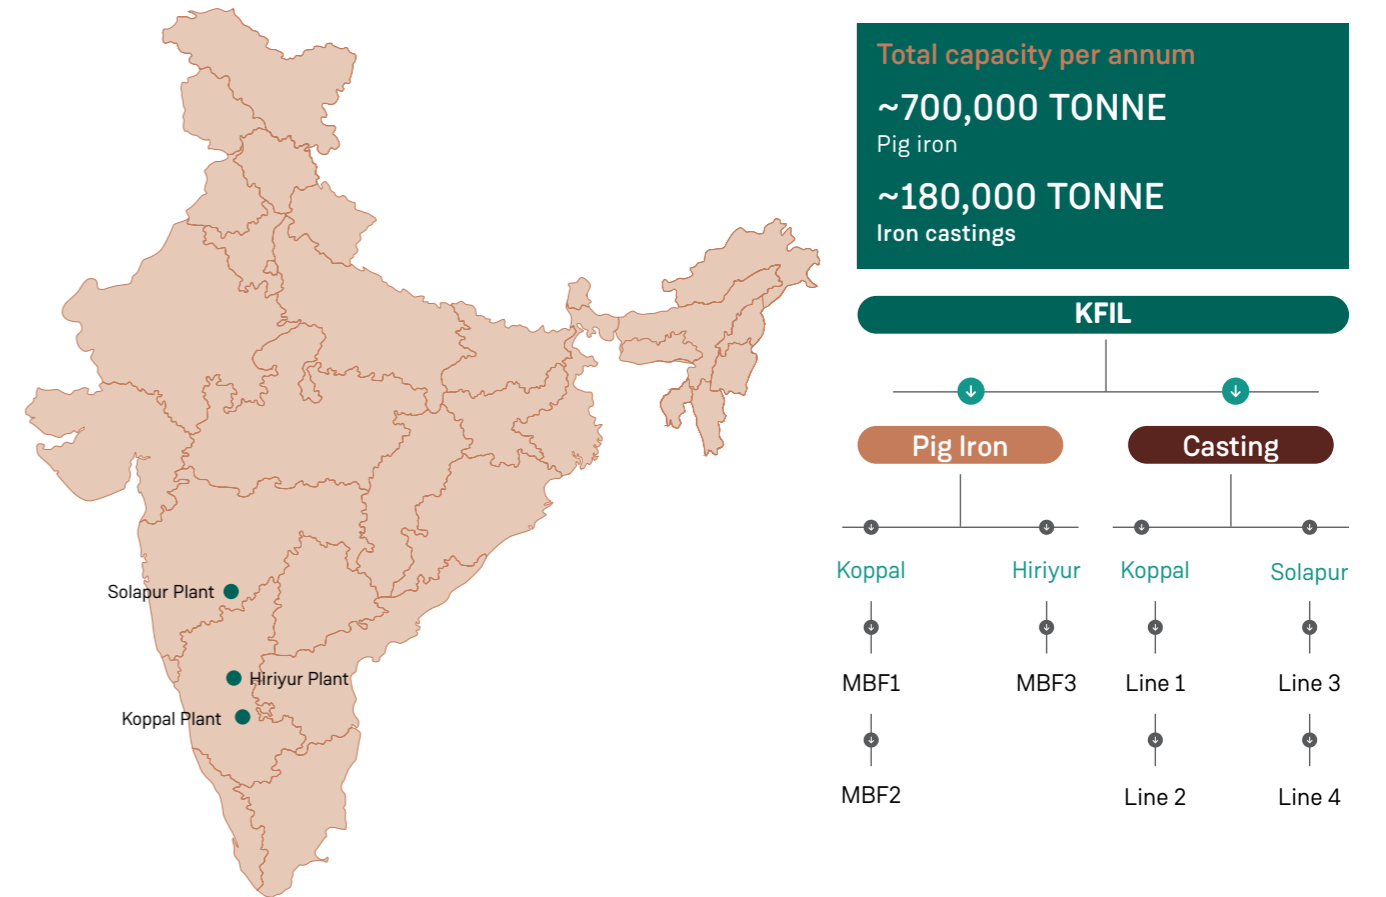 Solapur Plant
Hiriyur Plant
Koppal Plant
Total capacity per annum
~700,000 TONNE
Pig iron
~180,000 TONNE
Iron castings
KFIL
Pig Iron
Casting
Koppal
Hiriyur
Koppal
Solapur
MBF1
MBF3
Line 1
Line 3
MBF2
Line 2
Line 4